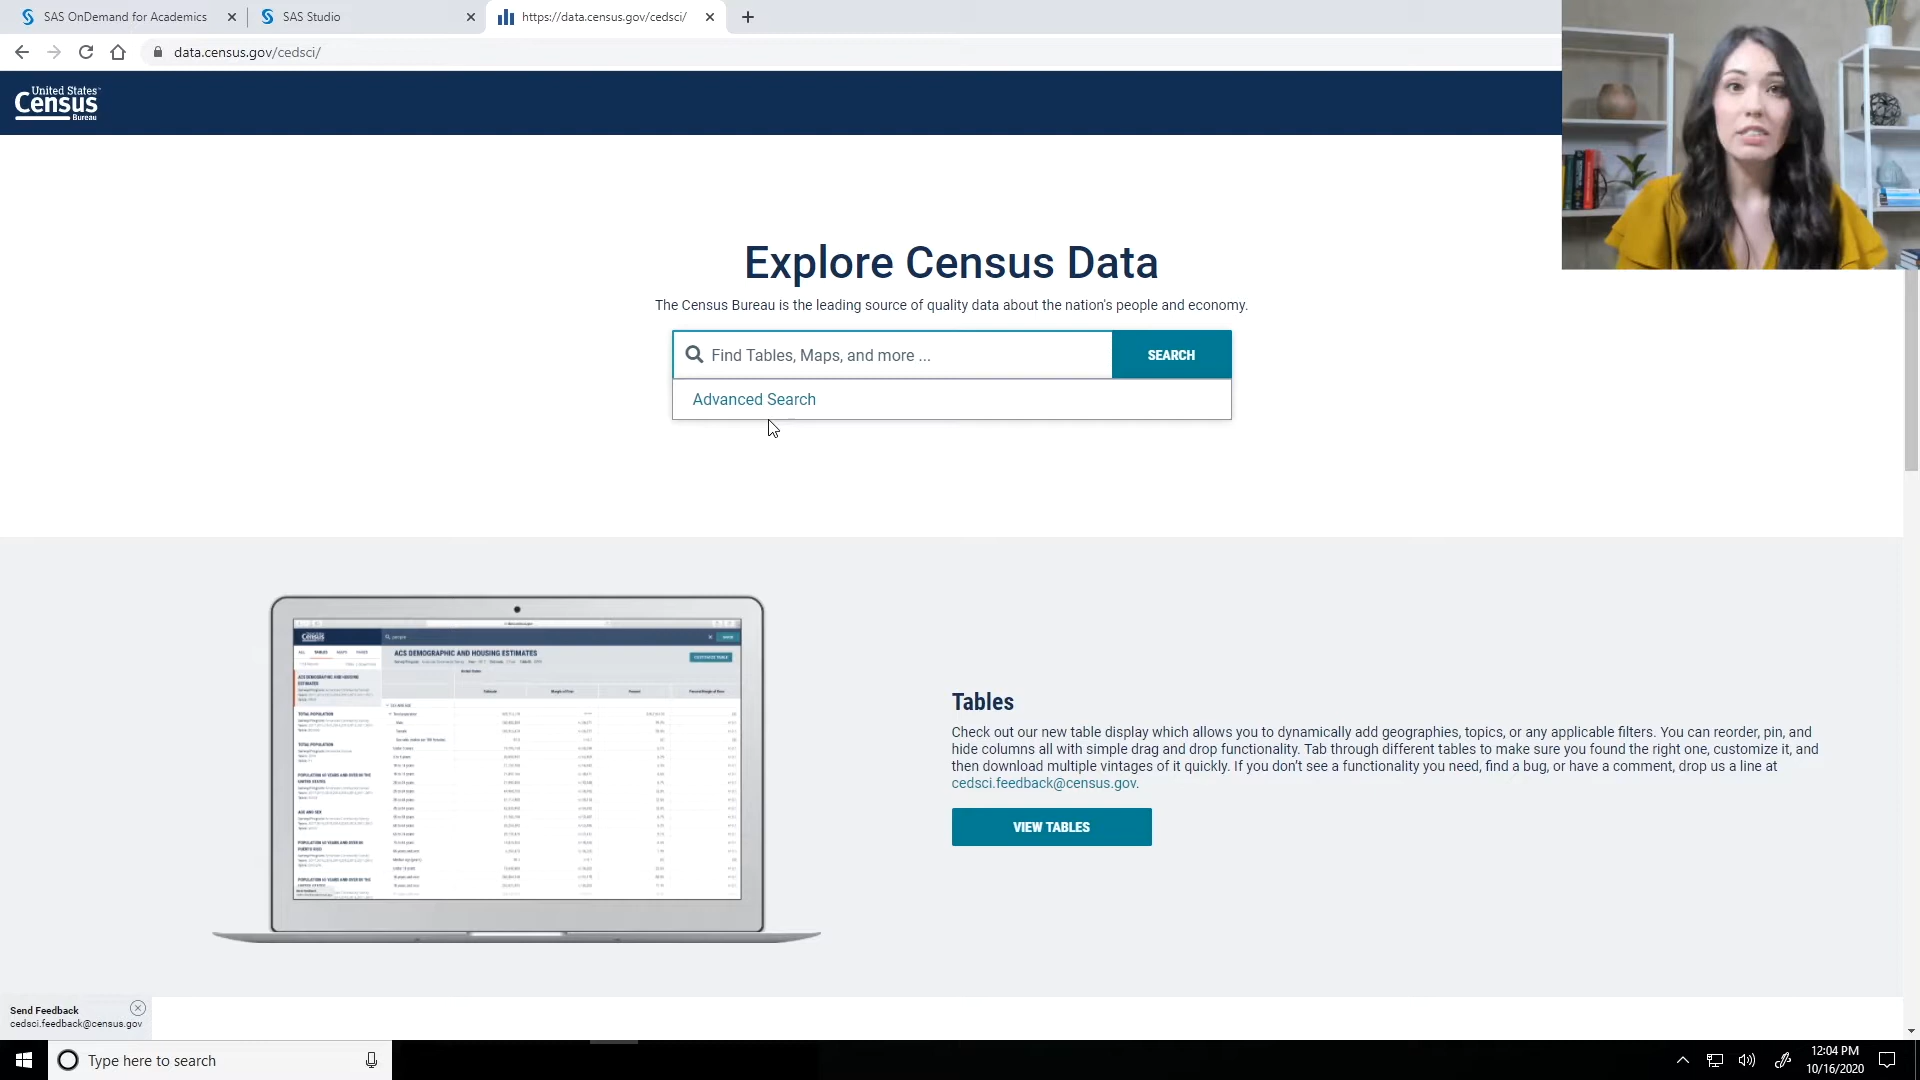 SAS OnDemand for Academics
SAS Studio
https://data.census.gov/cedsci/
data.census.gov/cedsci/
United States™
Census
Bureau
Explore Census Data
The Census Bureau is the leading source of quality data about the nation's people and economy.
Find Tables, Maps, and more ...
SEARCH
Advanced Search
Census
ACS DEMOGRAPHIC AND HOUSING ESTIMATES
Tables
Check out our new table display which allows you to dynamically add geographies, topics, or any applicable filters. You can reorder, pin, and
hide columns all with simple drag and drop functionality. Tab through different tables to make sure you found the right one, customize it, and
then download multiple vintages of it quickly. If you don't see a functionality you need, find a bug, or have a comment, drop us a line at
cedsci.feedback@census.gov.
VIEW TABLES
Send Feedback
cedsci.feedback@census.gov
Type here to search
12:04 PM
10/16/2020